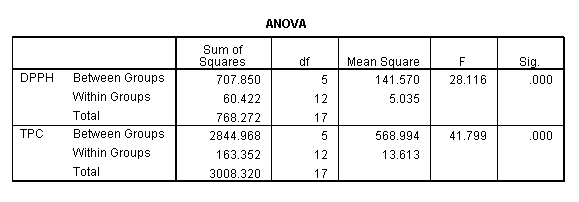 ANOVA
Sum of Squares df Mean Square F Sig.
DPPH Between Groups 707.850 5 141.570 28.116 .000
Within Groups 60.422 12 5.035
Total 768.272 17
TPC Between Groups 2844.968 5 568.994 41.799 .000
Within Groups 163.352 12 13.613
Total 3008.320 17